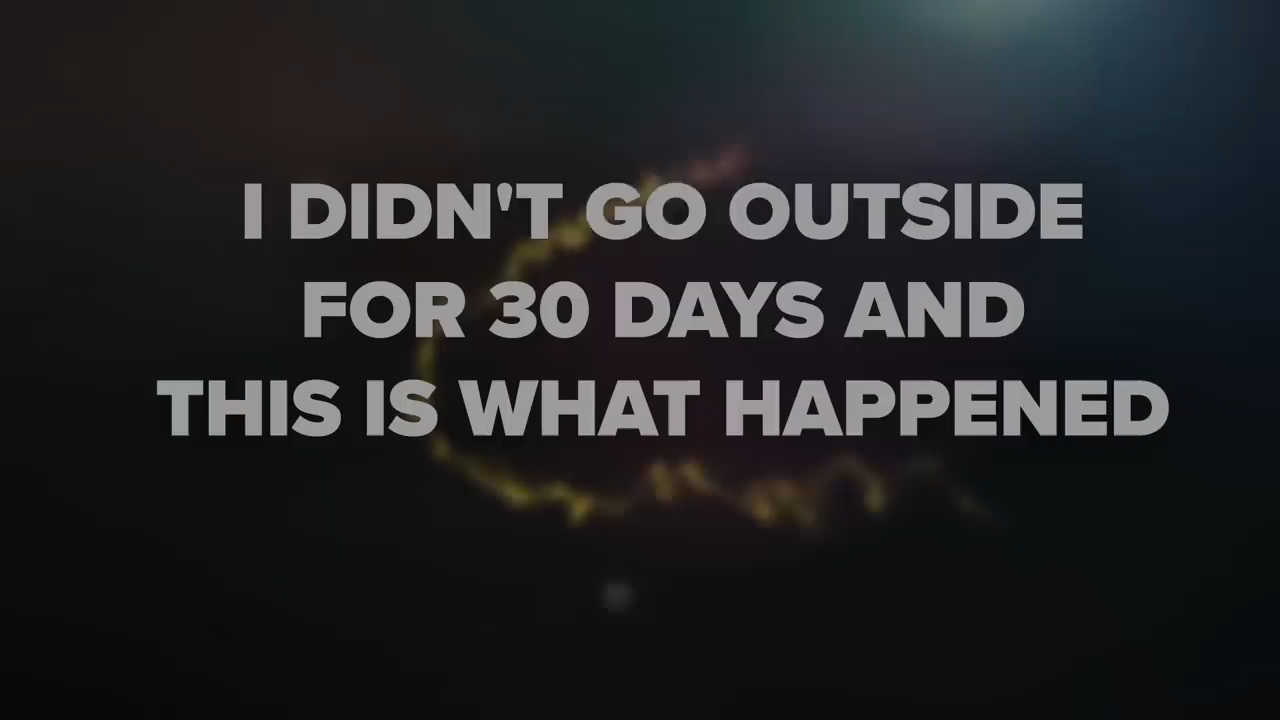 I DIDN'T GO OUTSIDE
FOR 30 DAYS AND
THIS IS WHAT HAPPENED